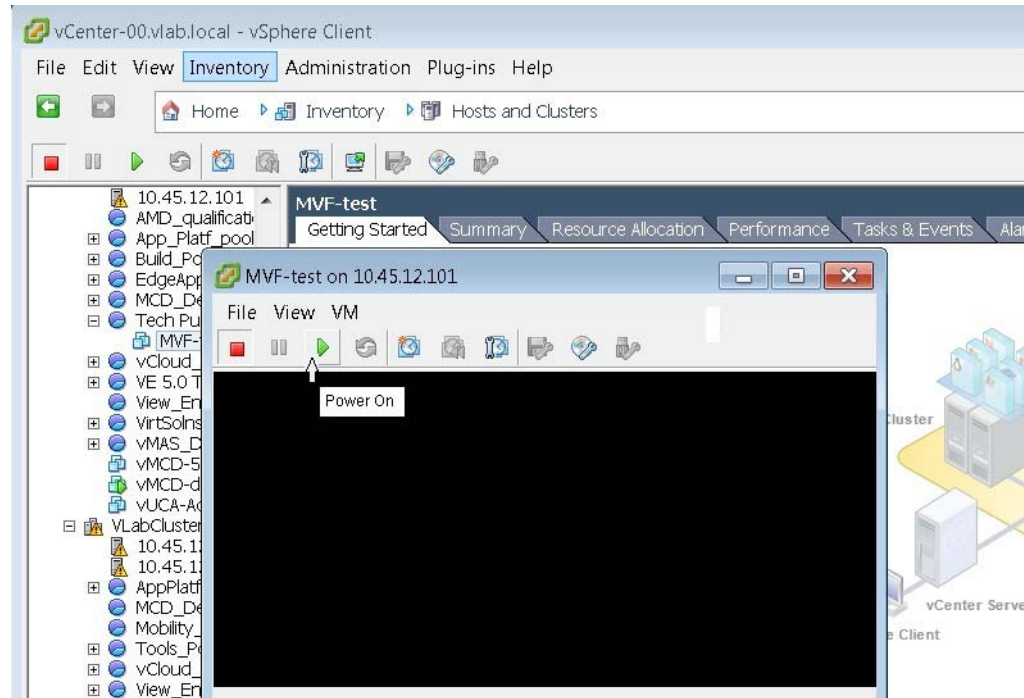 vCenter-00.vlab.local - vSphere Client
File Edit View Inventory Administration Plug-ins Help
Home Inventory Hosts and Clusters
10.45.12.101
AMD_qualificati
App_Platf_pool
Build_Po
EdgeApp
MCD_De
Tech Pu
MVF-
vCloud_
VE 5.0 T
View_En
VirtSolns
vMAS_D
vMCD-5
vMCD-d
vUCA-Ad
VLabCluster
10.45.1
10.45.1
AppPlatf
MCD_De
Mobility_
Tools_Po
vCloud_
View_En
MVF-test
Getting Started Summary Resource Allocation Performance Tasks & Events Ala
MVF-test on 10.45.12.101
File View VM
Power On
Cluster
vCenter Serve
e Client